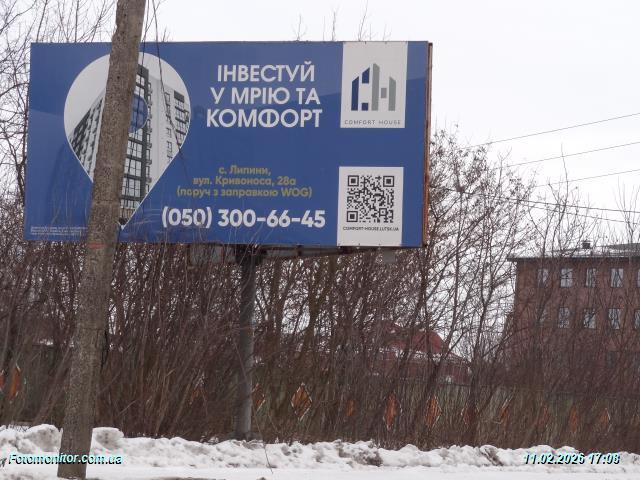 ІНВЕСТУЙ
У МРІЮ ТА
КОМФОРТ
COMFORT HOUSE
с. Липини,
вул. Кривоноса, 28а
(поруч з заправкою WOG)
(050) 300-66-45
COMFORT-HOUSE.LUTSK.UA
Fotomonitor.com.ua
11.02.2026 17:08